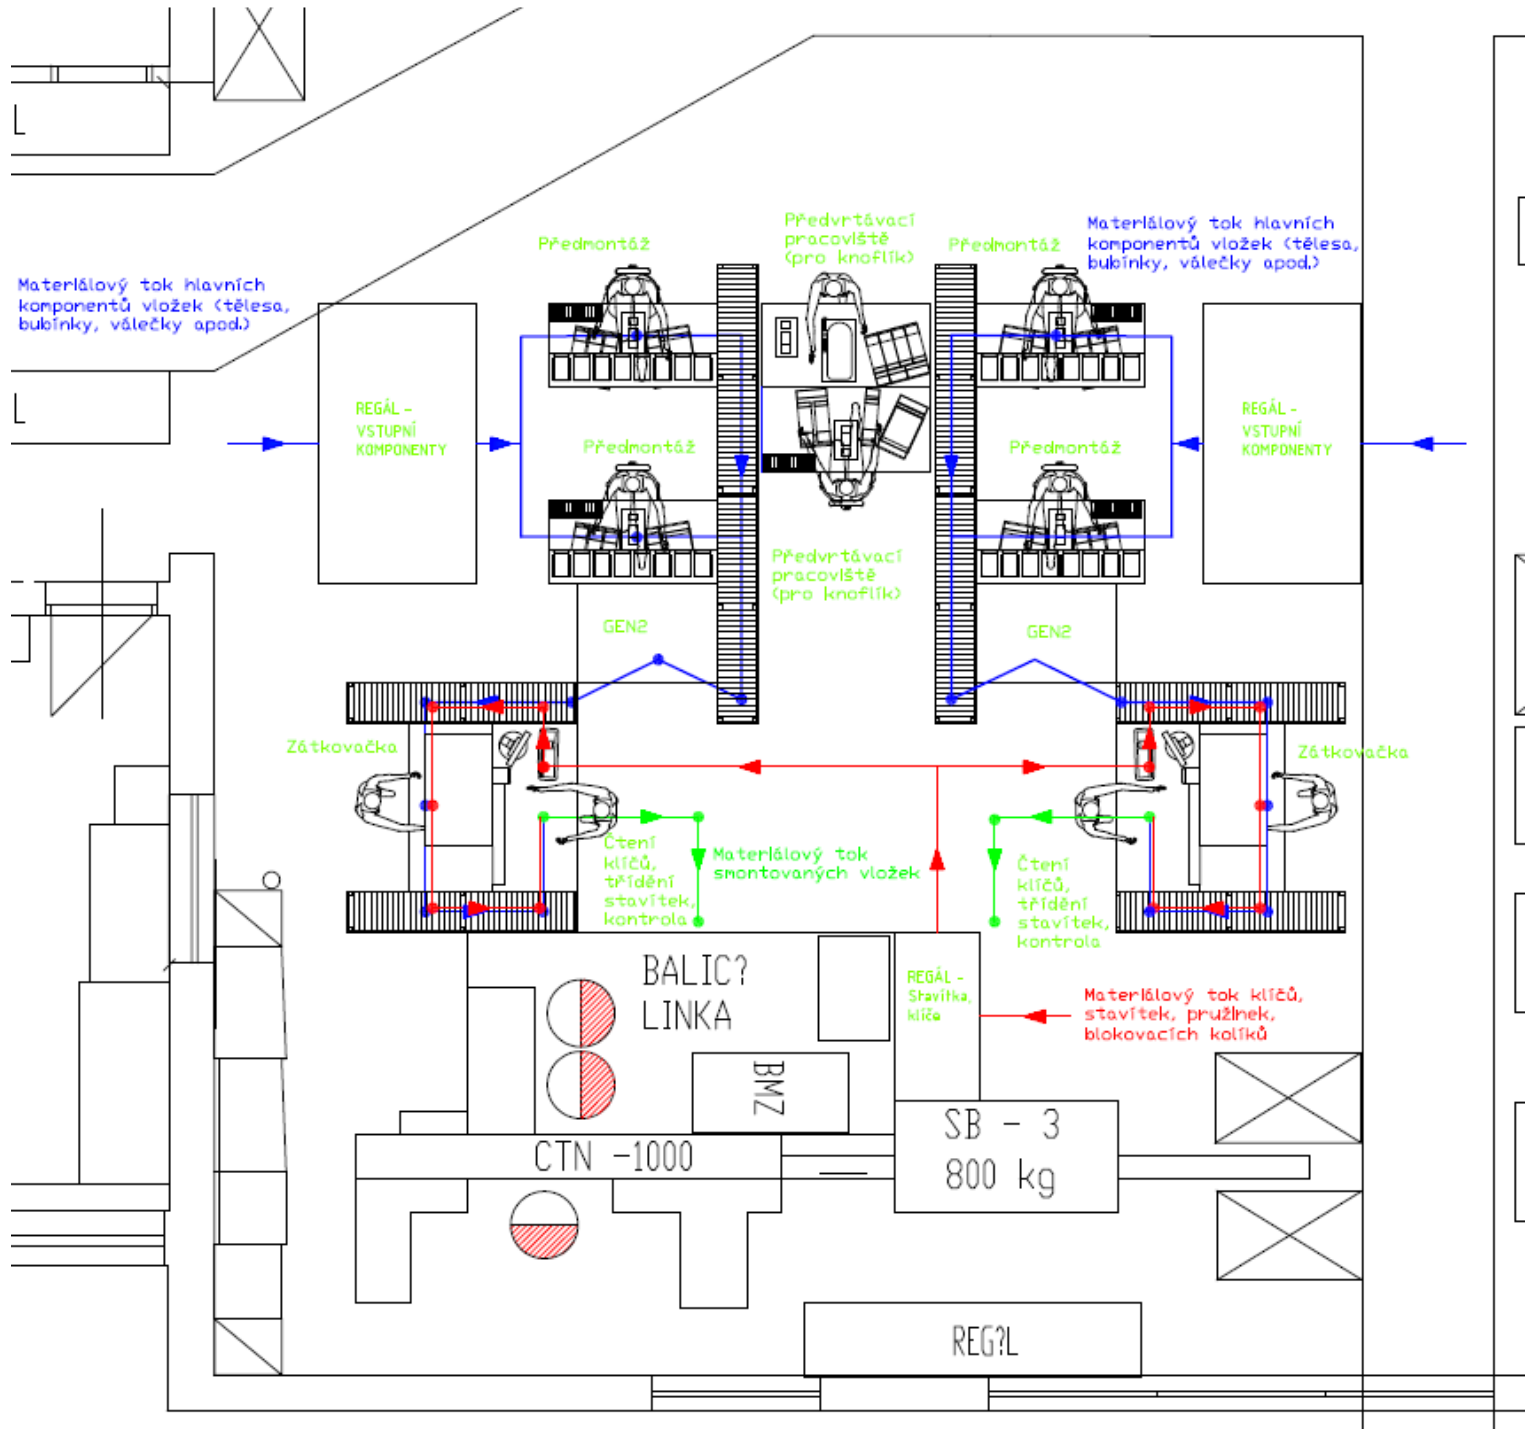 L
Předvrtávací
pracoviště
(pro knoflík)
Materiálový tok hlavních
komponentů vložek (tělesa,
bubínky, válečky apod.)
Předmontáž
Předmontáž
Materiálový tok hlavních
komponentů vložek (tělesa,
bubínky, válečky apod.)
L
REGÁL -
VSTUPNÍ
KOMPONENTY
REGÁL -
VSTUPNÍ
KOMPONENTY
Předmontáž
Předmontáž
Předvrtávací
pracoviště
(pro knoflík)
GEN2
GEN2
Zátkovačka
Zátkovačka
Čtení
klíčů,
třídění
stavítek,
kontrola
Materiálový tok
smontovaných vložek
Čtení
klíčů,
třídění
stavítek,
kontrola
BALIC?
LINKA
REGÁL -
Stavítka,
klíče
Materiálový tok klíčů,
stavítek, pružinek,
blokovacích kolíků
BMZ
CTN -1000
SB - 3
800 kg
REG?L